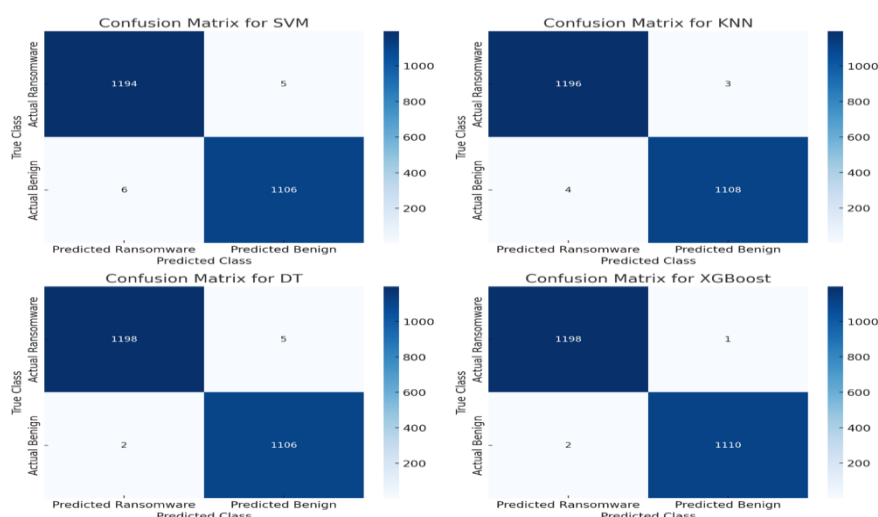 Confusion Matrix for SVM
True Class
Actual Ransomware
Actual Benign
1194
5
6
1106
Predicted Ransomware
Predicted Benign
Predicted Class
1000
800
600
400
200
Confusion Matrix for KNN
True Class
Actual Ransomware
Actual Benign
1196
3
4
1108
Predicted Ransomware
Predicted Benign
Predicted Class
1000
800
600
400
200
Confusion Matrix for DT
True Class
Actual Ransomware
Actual Benign
1198
5
2
1106
Predicted Ransomware
Predicted Benign
Predicted Class
1000
800
600
400
200
Confusion Matrix for XGBoost
True Class
Actual Ransomware
Actual Benign
1198
1
2
1110
Predicted Ransomware
Predicted Benign
Predicted Class
1000
800
600
400
200